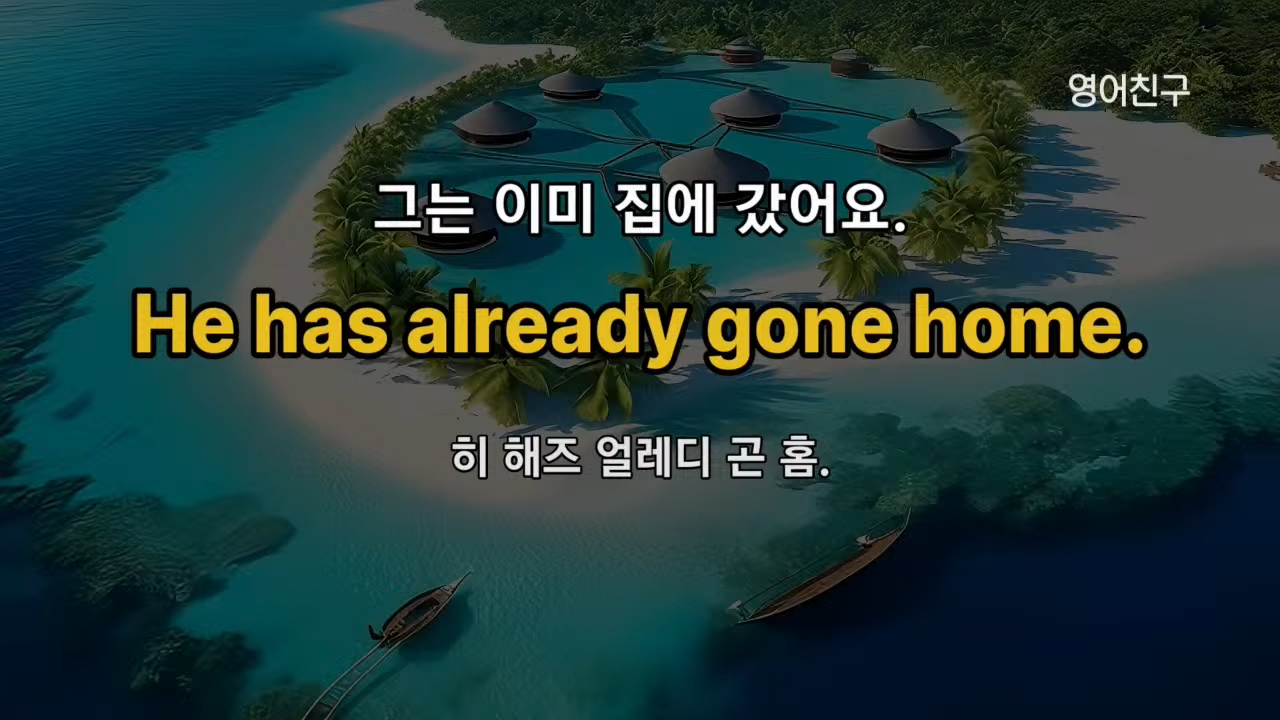 영어친구
그는 이미 집에 갔어요.
He has already gone home.
히 해즈 얼레디 곤 홈.